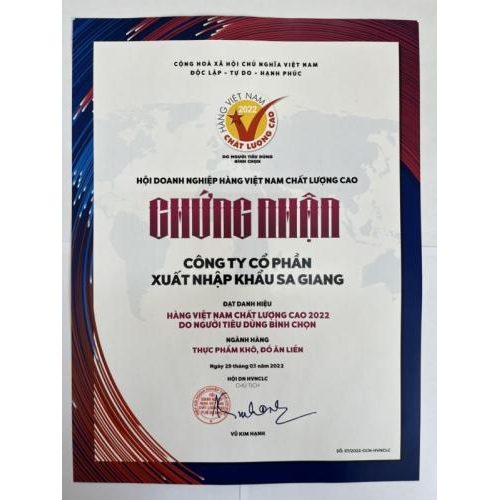 CỘNG HOÀ XÃ HỘI CHỦ NGHĨA VIỆT NAM
ĐỘC LẬP - TỰ DO - HẠNH PHÚC
HÀNG VIỆT NAM
2022
CHẤT LƯỢNG CAO
DO NGƯỜI TIÊU DÙNG
BÌNH CHỌN
HỘI DOANH NGHIỆP HÀNG VIỆT NAM CHẤT LƯỢNG CAO
CHỨNG NHẬN
CÔNG TY CỔ PHẦN
XUẤT NHẬP KHẨU SA GIANG
ĐẠT DANH HIỆU
HÀNG VIỆT NAM CHẤT LƯỢNG CAO 2022
DO NGƯỜI TIÊU DÙNG BÌNH CHỌN
NGÀNH HÀNG
THỰC PHẨM KHÔ, ĐỒ ĂN LIỀN
Ngày 29 tháng 03 năm 2022
HỘI DN HVNCLC
CHỦ TỊCH
VŨ KIM HẠNH